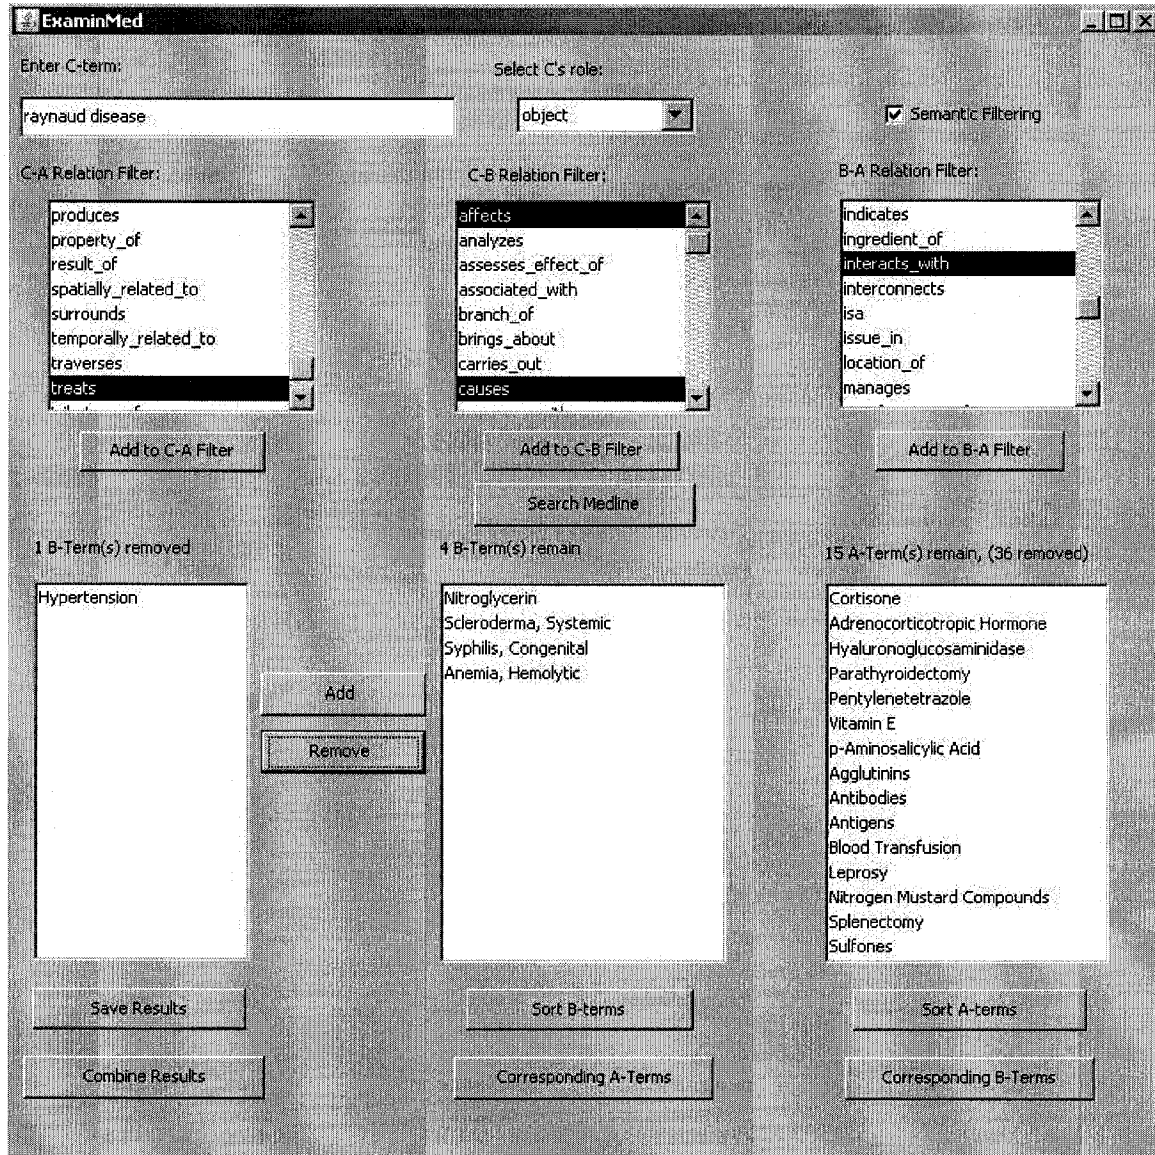 ExaminMed
Enter C-term:
Select C's role:
raynaud disease
object
Semantic Filtering
C-A Relation Filter:
C-B Relation Filter:
B-A Relation Filter:
produces
property_of
result_of
spatially_related_to
surrounds
temporally_related_to
traverses
treats
affects
analyzes
assesses_effect_of
associated_with
branch_of
brings_about
carries_out
causes
indicates
ingredient_of
interacts_with
interconnects
isa
issue_in
location_of
manages
Add to C-A Filter
Add to C-B Filter
Add to B-A Filter
Search Medline
1 B-Term(s) removed
4 B-Term(s) remain
15 A-Term(s) remain, (36 removed)
Hypertension
Add
Remove
Nitroglycerin
Scleroderma, Systemic
Syphilis, Congenital
Anemia, Hemolytic
Cortisone
Adrenocorticotropic Hormone
Hyaluronoglucosaminidase
Parathyroidectomy
Pentylenetetrazole
Vitamin E
p-Aminosalicylic Acid
Agglutinins
Antibodies
Antigens
Blood Transfusion
Leprosy
Nitrogen Mustard Compounds
Splenectomy
Sulfones
Save Results
Sort B-terms
Sort A-terms
Combine Results
Corresponding A-Terms
Corresponding B-Terms